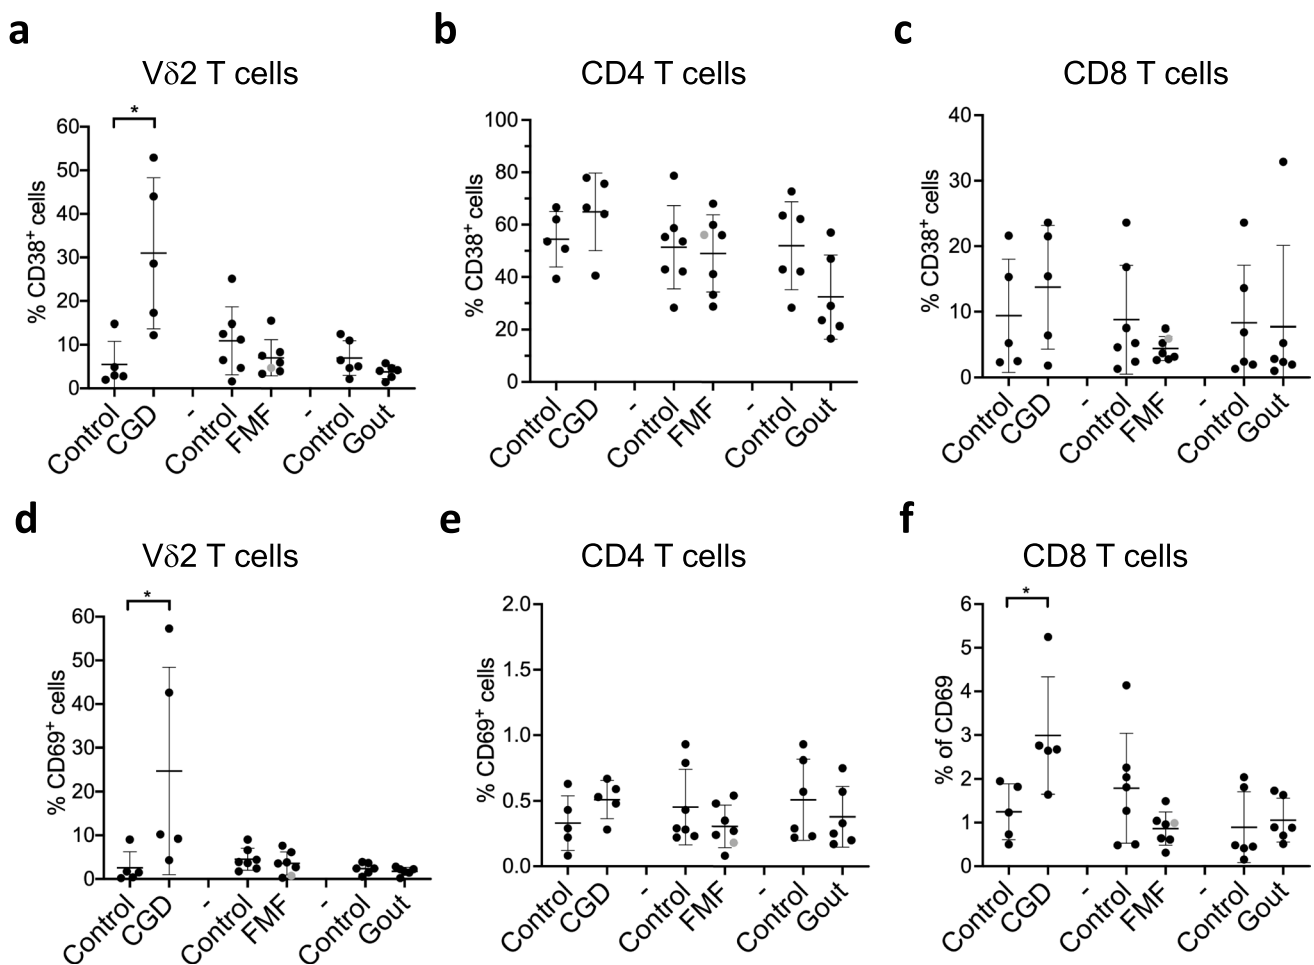 a
Vδ2 T cells
*
% CD38+ cells
60
50
40
30
20
10
0
Control
CGD
-
Control
FMF
-
Control
Gout
b
CD4 T cells
% CD38+ cells
100
80
60
40
20
0
Control
CGD
-
Control
FMF
-
Control
Gout
c
CD8 T cells
% CD38+ cells
40
30
20
10
0
Control
CGD
-
Control
FMF
-
Control
Gout
d
Vδ2 T cells
*
% CD69+ cells
60
50
40
30
20
10
0
Control
CGD
-
Control
FMF
-
Control
Gout
e
CD4 T cells
% CD69+ cells
2.0
1.5
1.0
0.5
0.0
Control
CGD
-
Control
FMF
-
Control
Gout
f
CD8 T cells
*
% of CD69
6
5
4
3
2
1
0
Control
CGD
-
Control
FMF
-
Control
Gout